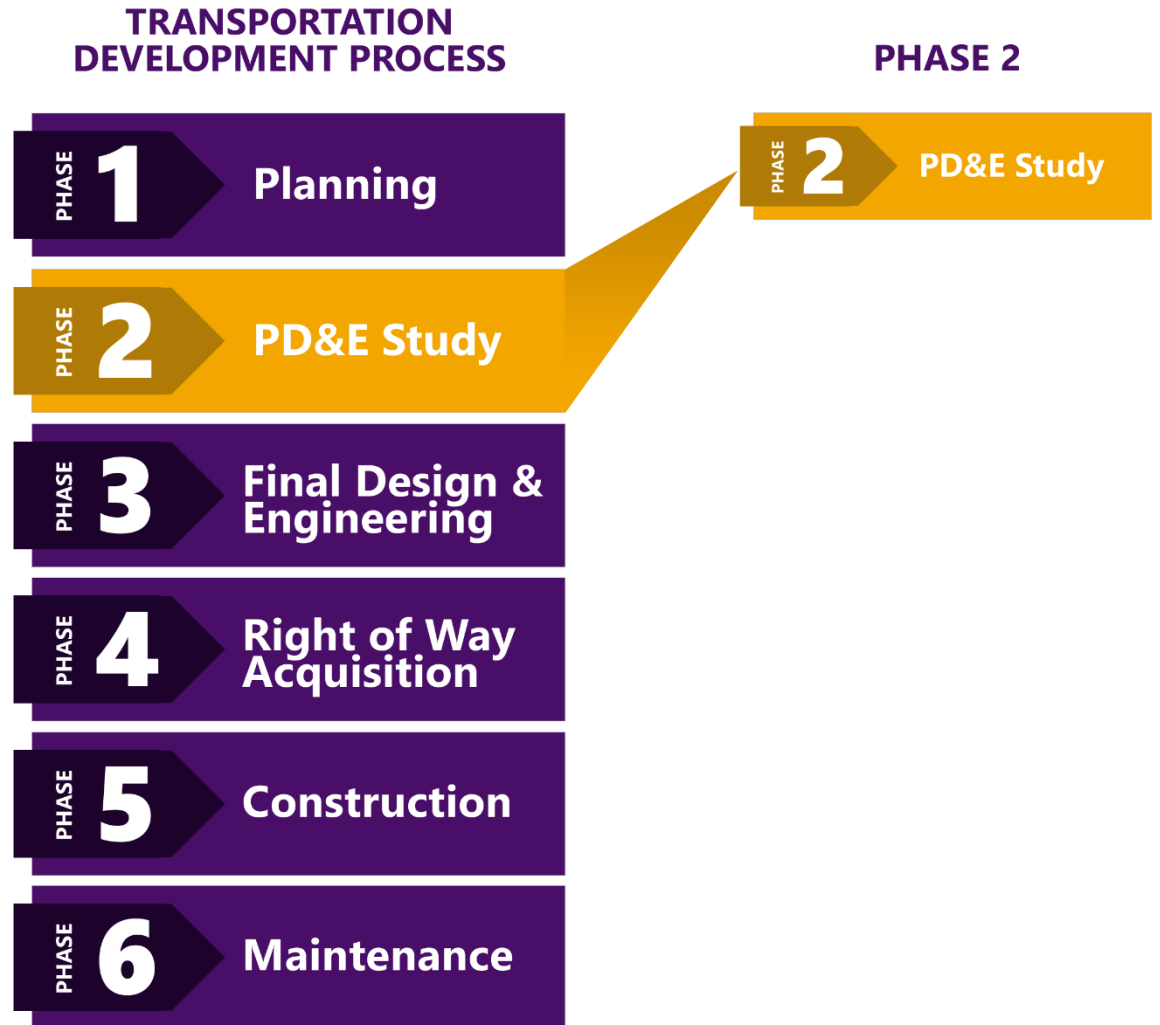 TRANSPORTATION
DEVELOPMENT PROCESS
PHASE 1 Planning
PHASE 2 PD&E Study
PHASE 3 Final Design &
Engineering
PHASE 4 Right of Way
Acquisition
PHASE 5 Construction
PHASE 6 Maintenance
PHASE 2
PHASE 2 PD&E Study